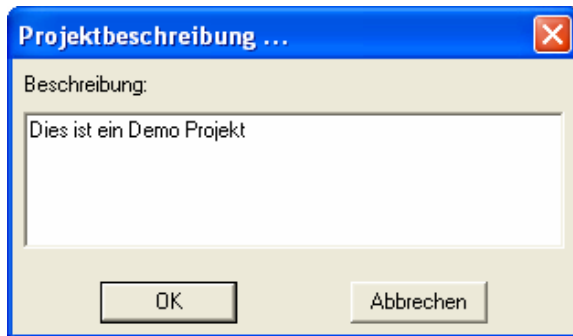 Projektbeschreibung ...
Beschreibung:
Dies ist ein Demo Projekt
OK
Abbrechen